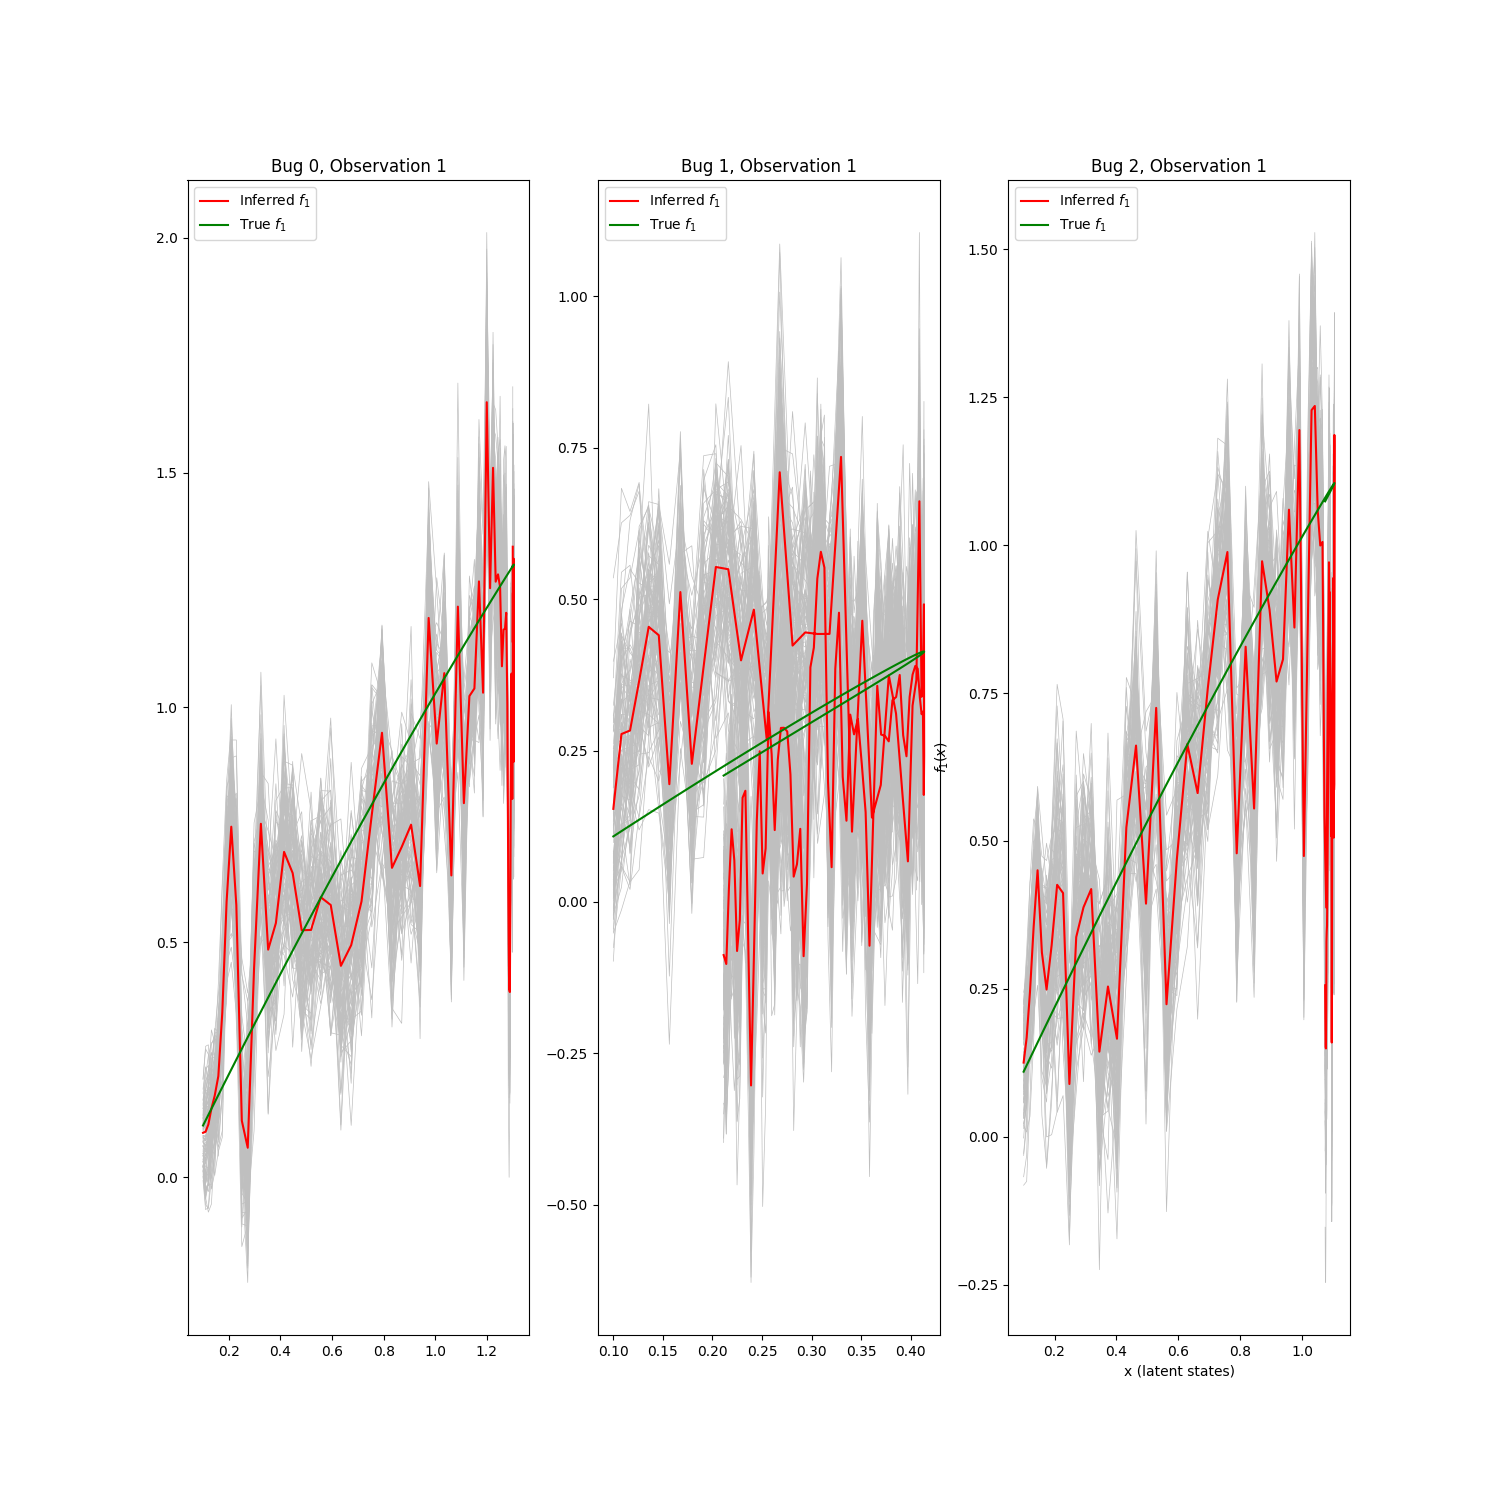 Bug 0, Observation 1
Inferred f₁
True f₁
2.0
1.5
1.0
0.5
0.0
0.2 0.4 0.6 0.8 1.0 1.2
Bug 1, Observation 1
Inferred f₁
True f₁
1.00
0.75
0.50
0.25
0.00
−0.25
−0.50
0.10 0.15 0.20 0.25 0.30 0.35 0.40
Bug 2, Observation 1
Inferred f₁
True f₁
f₁(x)
1.50
1.25
1.00
0.75
0.50
0.25
0.00
−0.25
0.2 0.4 0.6 0.8 1.0
x (latent states)